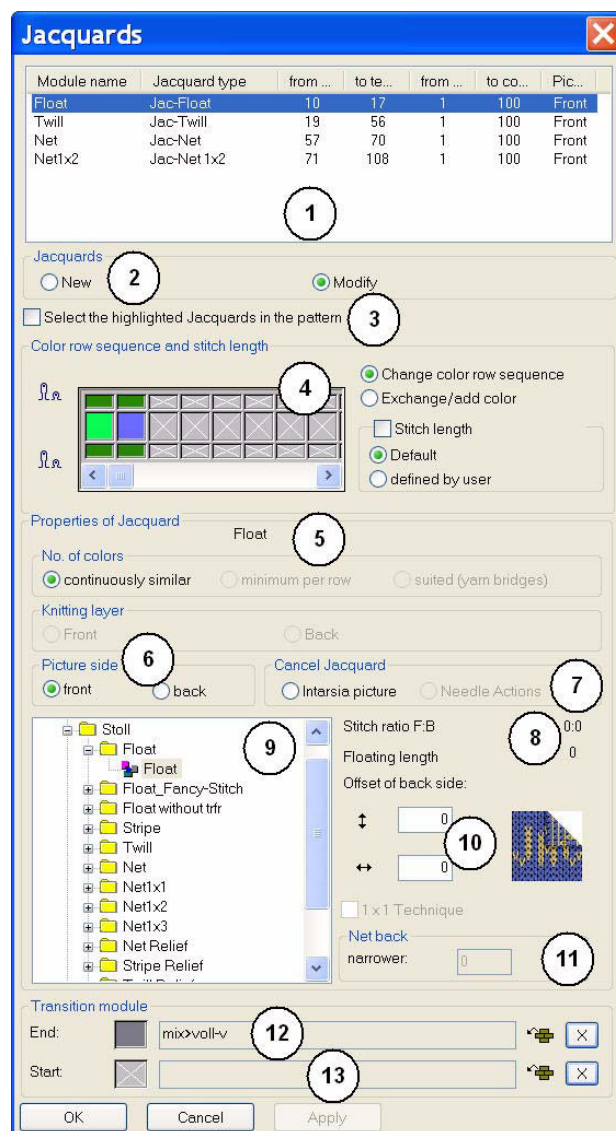 Jacquards
Module name Jacquard type from ... to te... from ... to co... Pic...
Float Jac-Float 10 17 1 100 Front
Twill Jac-Twill 19 56 1 100 Front
Net Jac-Net 57 70 1 100 Front
Net1x2 Jac-Net 1x2 71 108 1 100 Front
1
Jacquards
New 2 Modify
Select the highlighted Jacquards in the pattern 3
Color row sequence and stitch length
4 Change color row sequence
Exchange/add color
Stitch length
Default
defined by user
Properties of Jacquard Float 5
No. of colors
continuously similar minimum per row suited (yarn bridges)
Knitting layer
Front Back
Picture side 6 Cancel Jacquard
front back Intarsia picture Needle Actions 7
Stoll 9 Stitch ratio F:B 8 0:0
Float
Float Floating length 0
Float_Fancy-Stitch Offset of back side:
Float without trfr
Stripe 0
Twill 10
Net 0
Net1x1
Net1x2 1 x 1 Technique
Net1x3 Net back
Net Relief narrower: 0 11
Stripe Relief
Twill Relief
Transition module
End: mix>voll-v 12 X
Start: 13 X
OK Cancel Apply